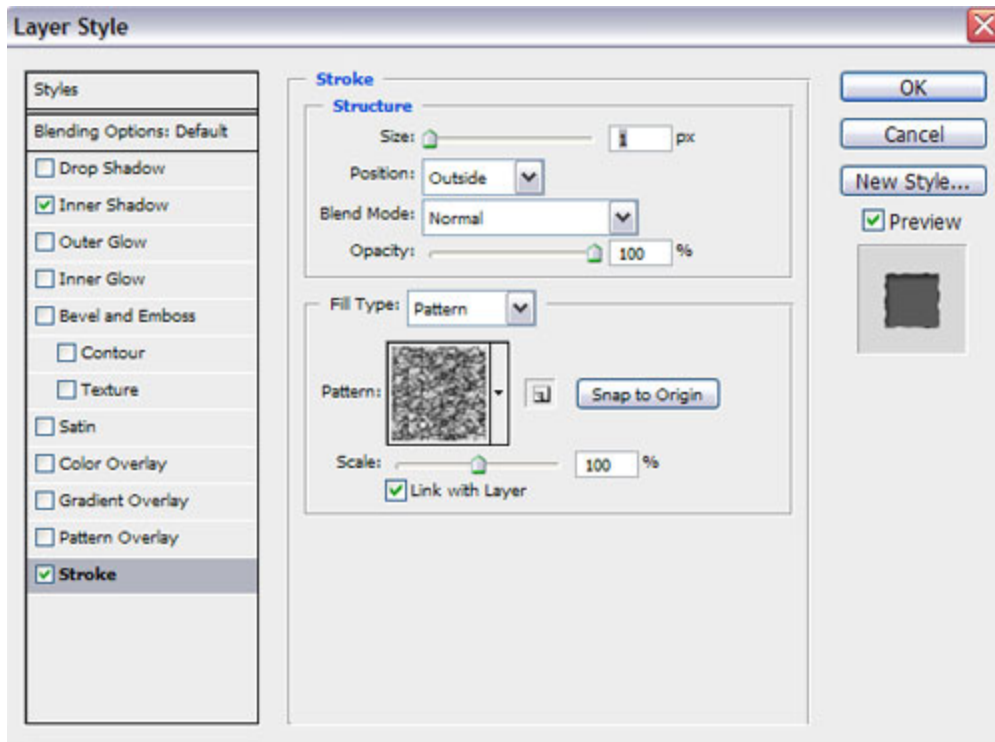 Layer Style
Styles
Blending Options: Default
Drop Shadow
Inner Shadow
Outer Glow
Inner Glow
Bevel and Emboss
Contour
Texture
Satin
Color Overlay
Gradient Overlay
Pattern Overlay
Stroke
Stroke
Structure
Size: 1 px
Position: Outside
Blend Mode: Normal
Opacity: 100 %
Fill Type: Pattern
Pattern: Snap to Origin
Scale: 100 %
Link with Layer
OK
Cancel
New Style...
Preview